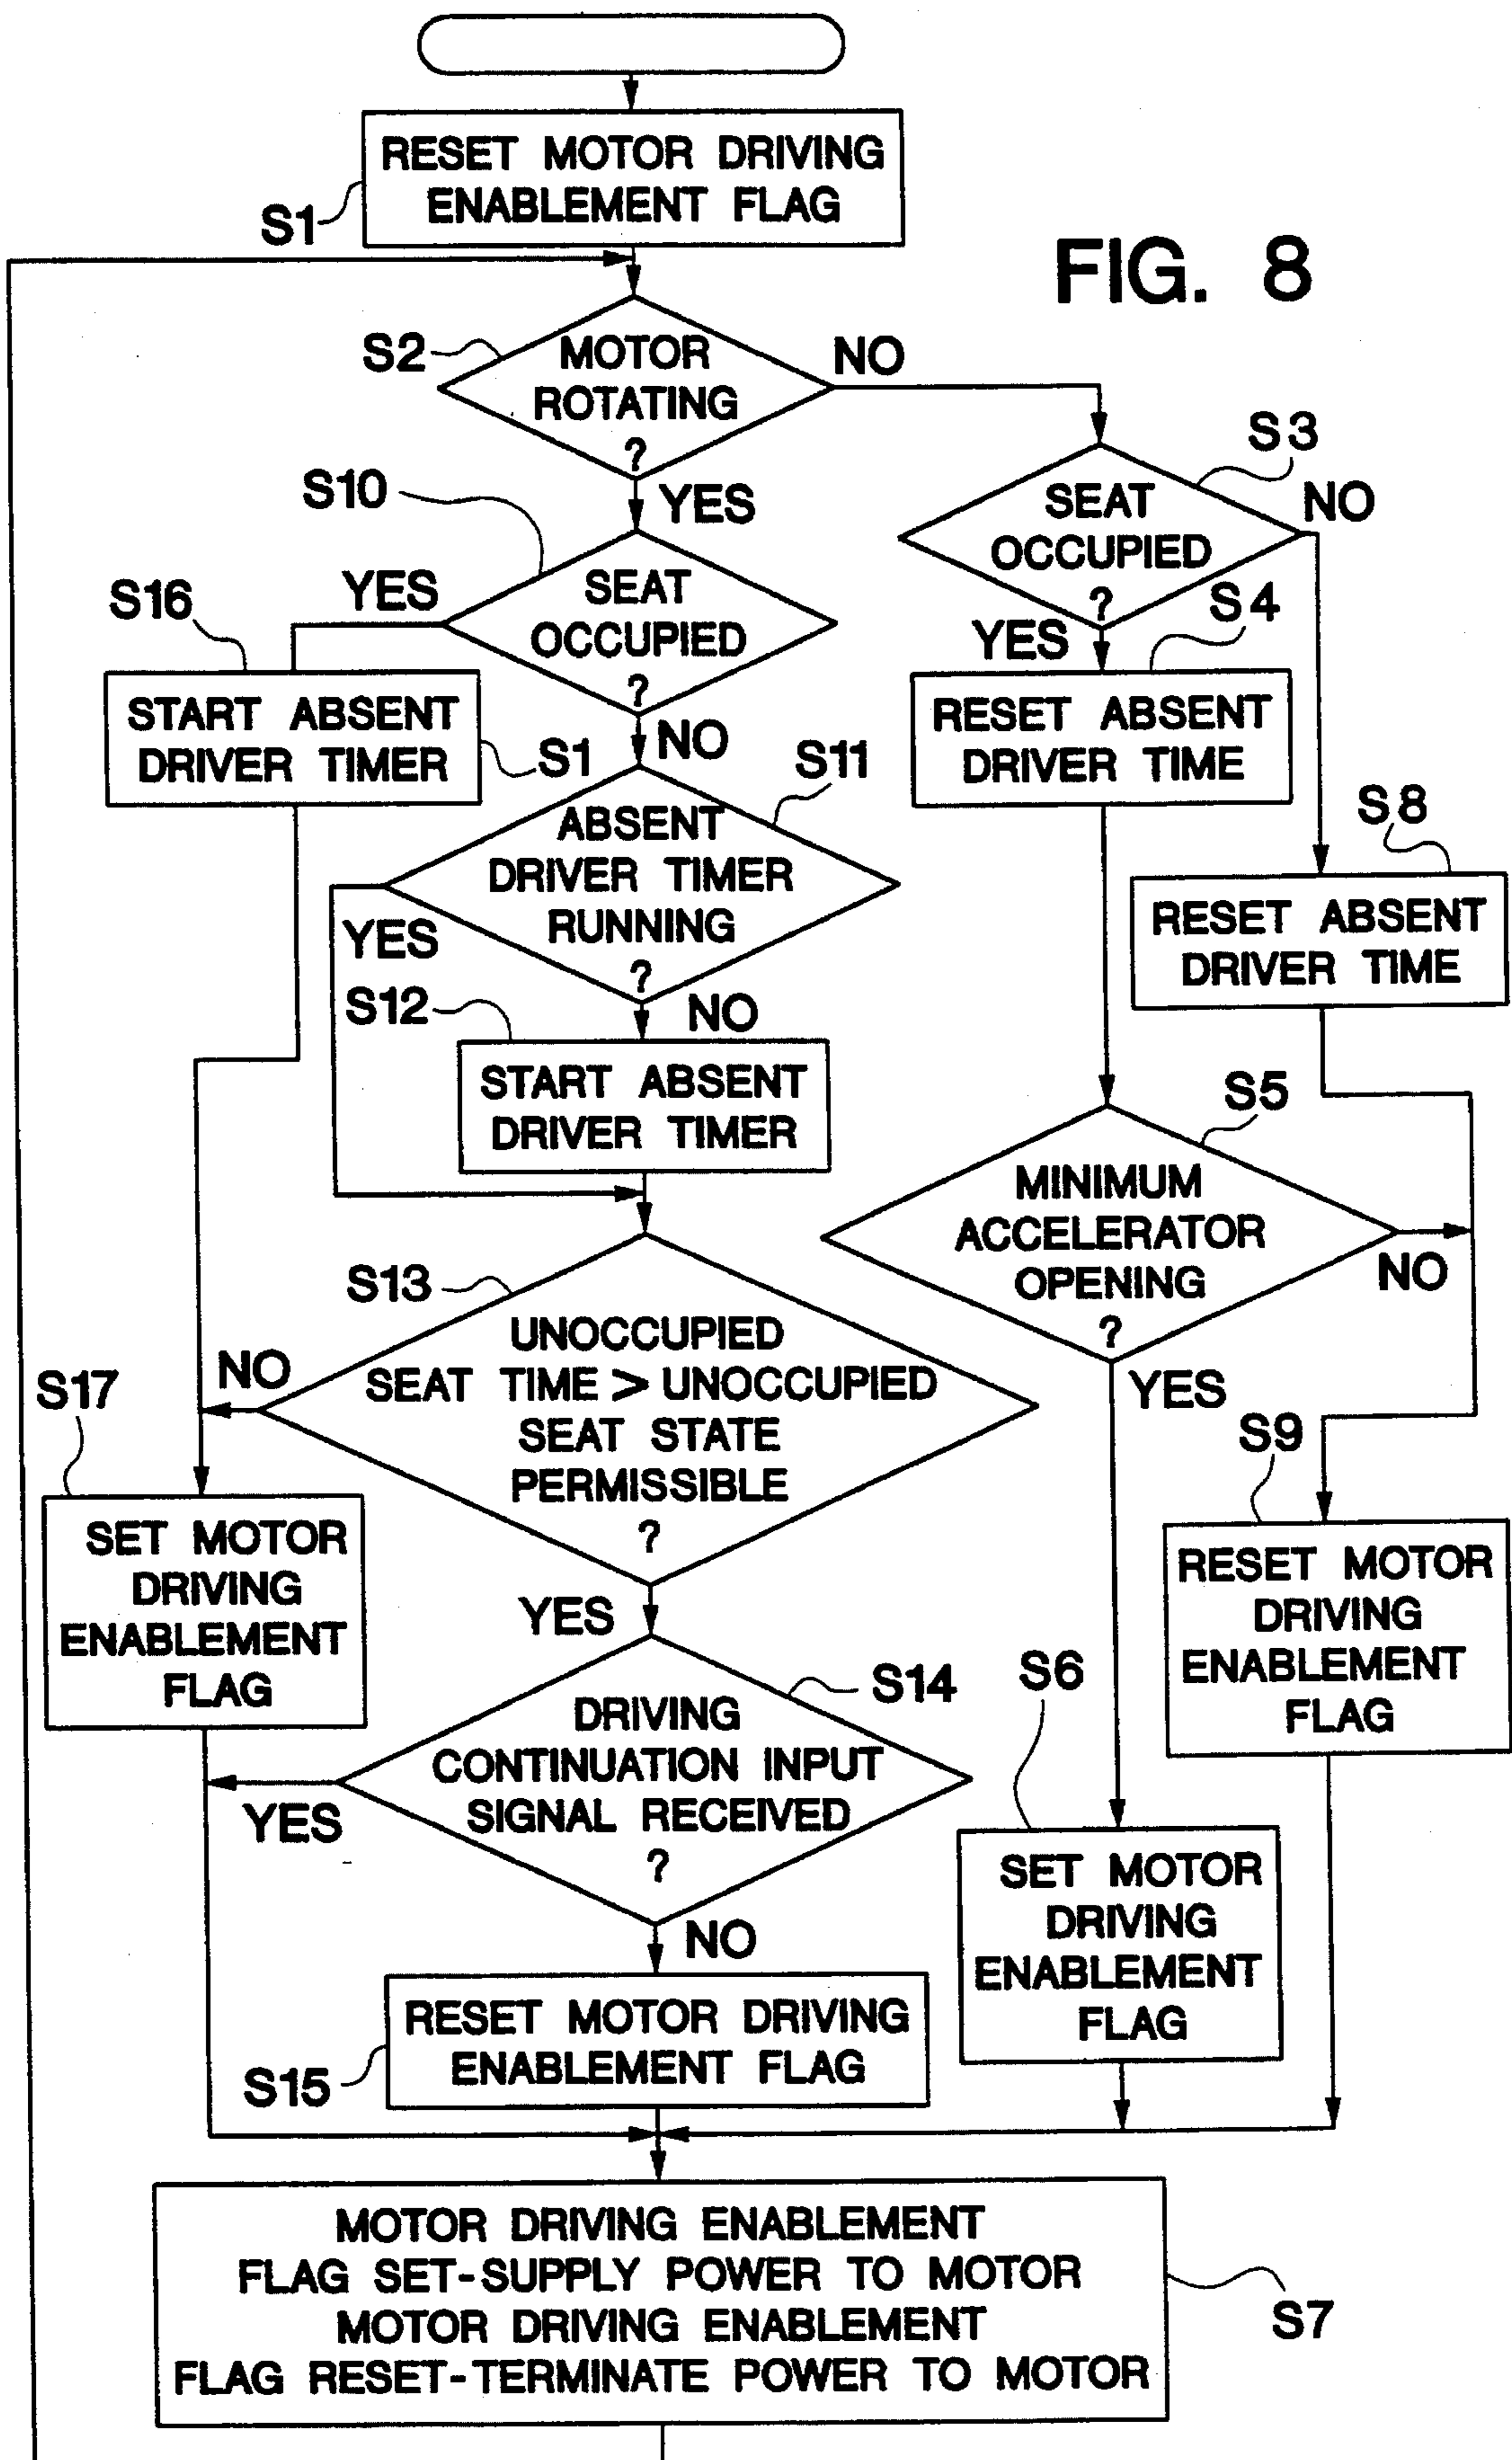 RESET MOTOR DRIVING
ENABLEMENT FLAG
S1
FIG. 8
S2
MOTOR
ROTATING
?
NO
YES
S3
SEAT
OCCUPIED
?
NO
YES
S10
SEAT
OCCUPIED
?
YES
NO
S16
START ABSENT
DRIVER TIMER
S1
S4
RESET ABSENT
DRIVER TIME
S11
ABSENT
DRIVER TIMER
RUNNING
?
YES
NO
S8
RESET ABSENT
DRIVER TIME
S12
START ABSENT
DRIVER TIMER
S5
MINIMUM
ACCELERATOR
OPENING
?
NO
YES
S13
UNOCCUPIED
SEAT TIME > UNOCCUPIED
SEAT STATE
PERMISSIBLE
?
NO
YES
S17
SET MOTOR
DRIVING
ENABLEMENT
FLAG
S9
RESET MOTOR
DRIVING
ENABLEMENT
FLAG
S14
DRIVING
CONTINUATION INPUT
SIGNAL RECEIVED
?
YES
NO
S6
SET MOTOR
DRIVING
ENABLEMENT
FLAG
RESET MOTOR DRIVING
ENABLEMENT FLAG
S15
MOTOR DRIVING ENABLEMENT
FLAG SET-SUPPLY POWER TO MOTOR
MOTOR DRIVING ENABLEMENT
FLAG RESET-TERMINATE POWER TO MOTOR
S7